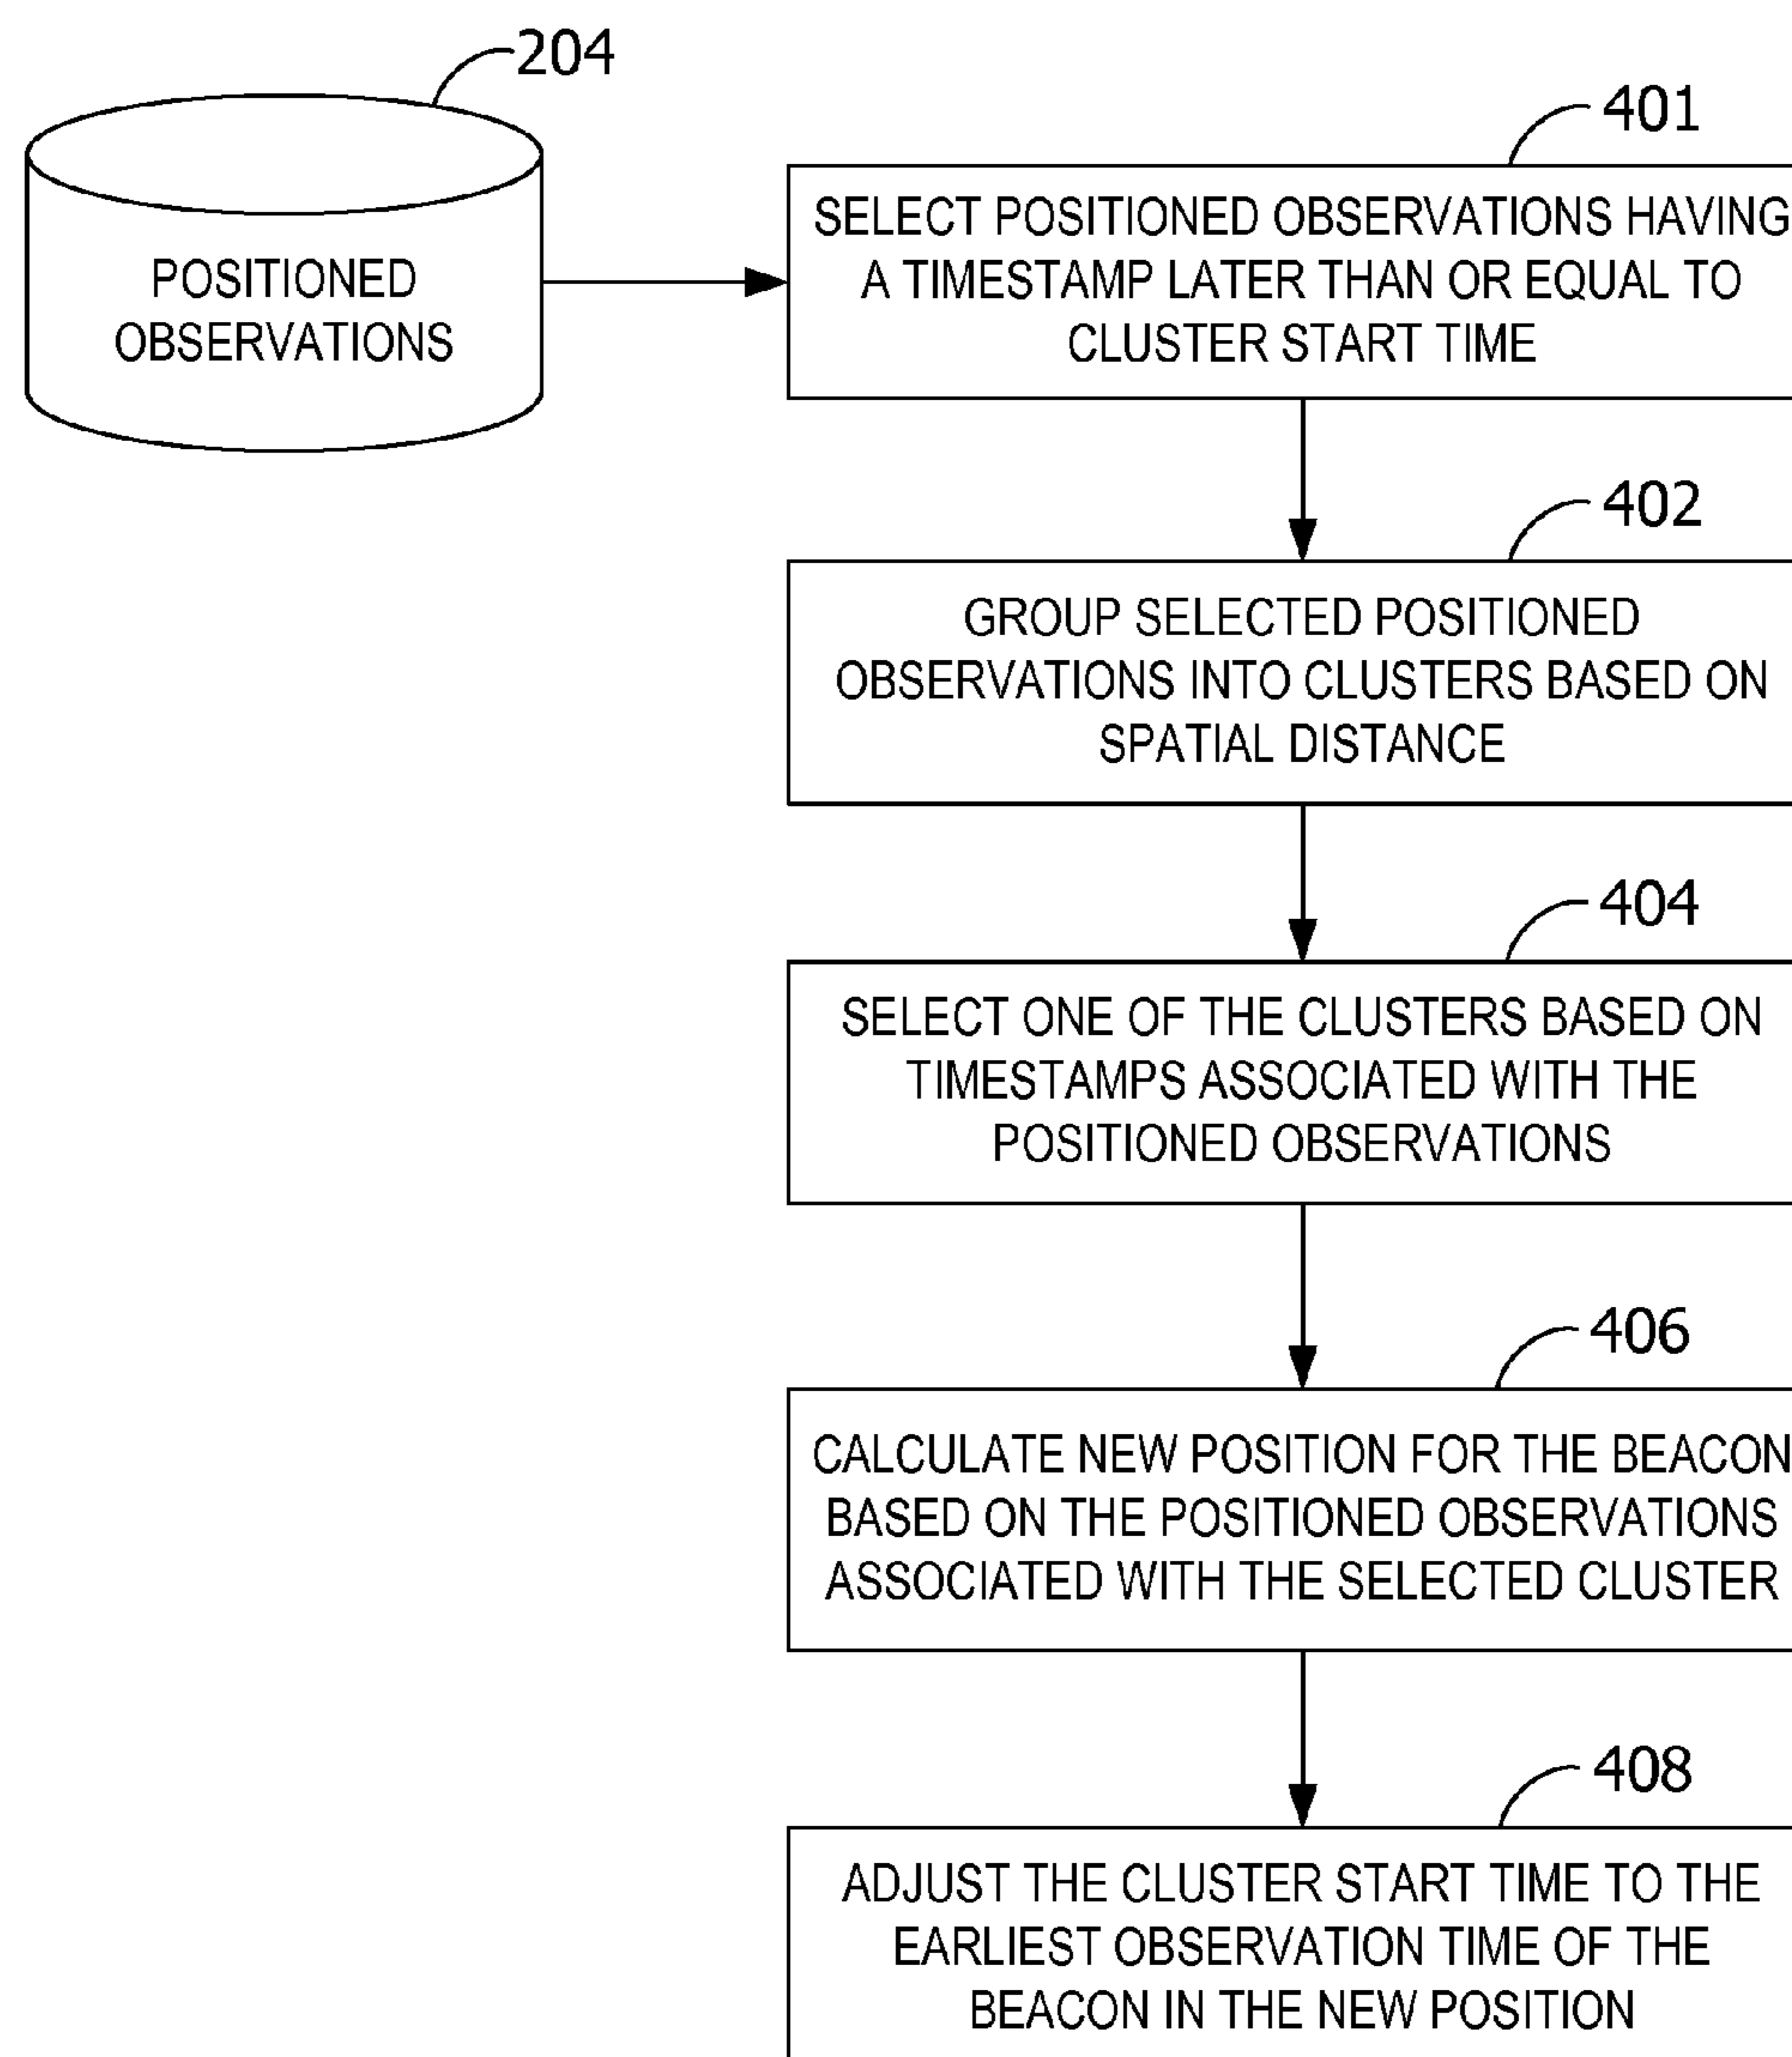 204
POSITIONED
OBSERVATIONS
401
SELECT POSITIONED OBSERVATIONS HAVING
A TIMESTAMP LATER THAN OR EQUAL TO
CLUSTER START TIME
402
GROUP SELECTED POSITIONED
OBSERVATIONS INTO CLUSTERS BASED ON
SPATIAL DISTANCE
404
SELECT ONE OF THE CLUSTERS BASED ON
TIMESTAMPS ASSOCIATED WITH THE
POSITIONED OBSERVATIONS
406
CALCULATE NEW POSITION FOR THE BEACON
BASED ON THE POSITIONED OBSERVATIONS
ASSOCIATED WITH THE SELECTED CLUSTER
408
ADJUST THE CLUSTER START TIME TO THE
EARLIEST OBSERVATION TIME OF THE
BEACON IN THE NEW POSITION